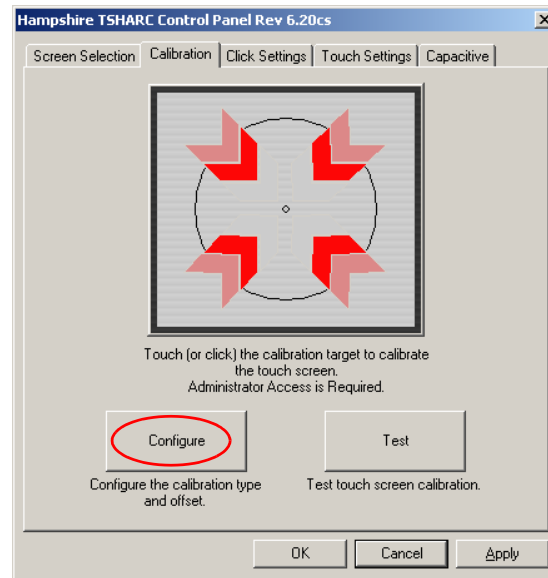 Hampshire TSHARC Control Panel Rev 6.20cs
Screen Selection Calibration Click Settings Touch Settings Capacitive
Touch (or click) the calibration target to calibrate
the touch screen.
Administrator Access is Required.
Configure Test
Configure the calibration type Test touch screen calibration.
and offset.
OK Cancel Apply